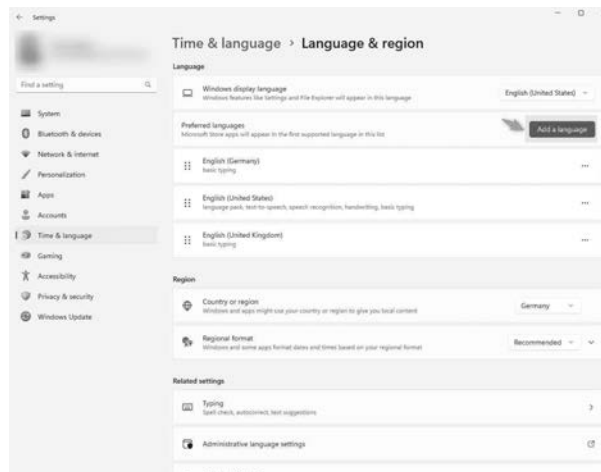 Settings
Time & language > Language & region
Language
Find a setting
Windows display language
Windows features like Settings and File Explorer will appear in this language
English (United States)
System
Bluetooth & devices
Preferred languages
Microsoft Store apps will appear in the first supported language in this list
Add a language
Network & internet
English (Germany)
basic typing
Personalization
Apps
English (United States)
language pack, text-to-speech, speech recognition, handwriting, basic typing
Accounts
Time & language
English (United Kingdom)
basic typing
Gaming
Accessibility
Region
Privacy & security
Country or region
Windows and apps might use your country or region to give you local content
Germany
Windows Update
Regional format
Windows and some apps format dates and times based on your regional format
Recommended
Related settings
Typing
Spell check, autocorrect, text suggestions
Administrative language settings